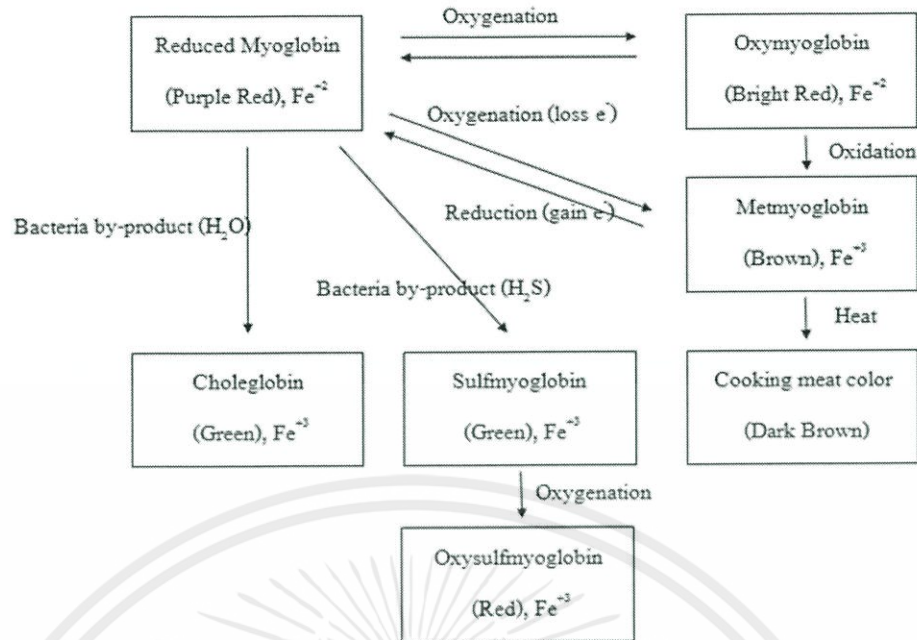 Oxygenation
Reduced Myoglobin
(Purple Red), Fe⁺²
Oxymyoglobin
(Bright Red), Fe⁺²
Oxygenation (loss e⁻)
Oxidation
Reduction (gain e⁻)
Metmyoglobin
(Brown), Fe⁺³
Bacteria by-product (H₂O)
Bacteria by-product (H₂S)
Heat
Choleglobin
(Green), Fe⁺³
Sulfmyoglobin
(Green), Fe⁺³
Cooking meat color
(Dark Brown)
Oxygenation
Oxysulfmyoglobin
(Red), Fe⁺³